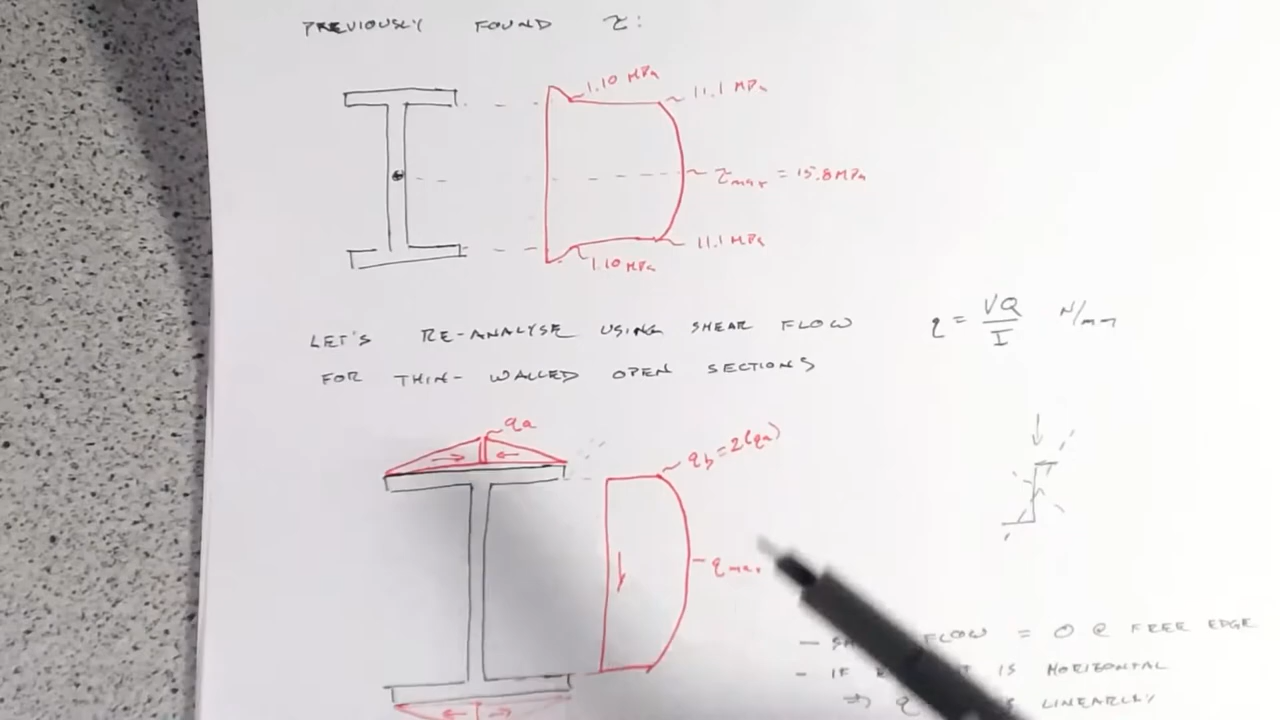 PREVIOUSLY FOUND τ:
1.10 MPa
11.1 MPa
τmax = 15.8 MPa
11.1 MPa
1.10 MPa
LET'S RE-ANALYSE USING SHEAR FLOW
FOR THIN-WALLED OPEN SECTIONS
q = VQ/I N/mm
qa
qb = 2(qa)
qmax
- FLOW = 0 @ FREE EDGE
- IF IS HORIZONTAL
⇒ q LINEARLY